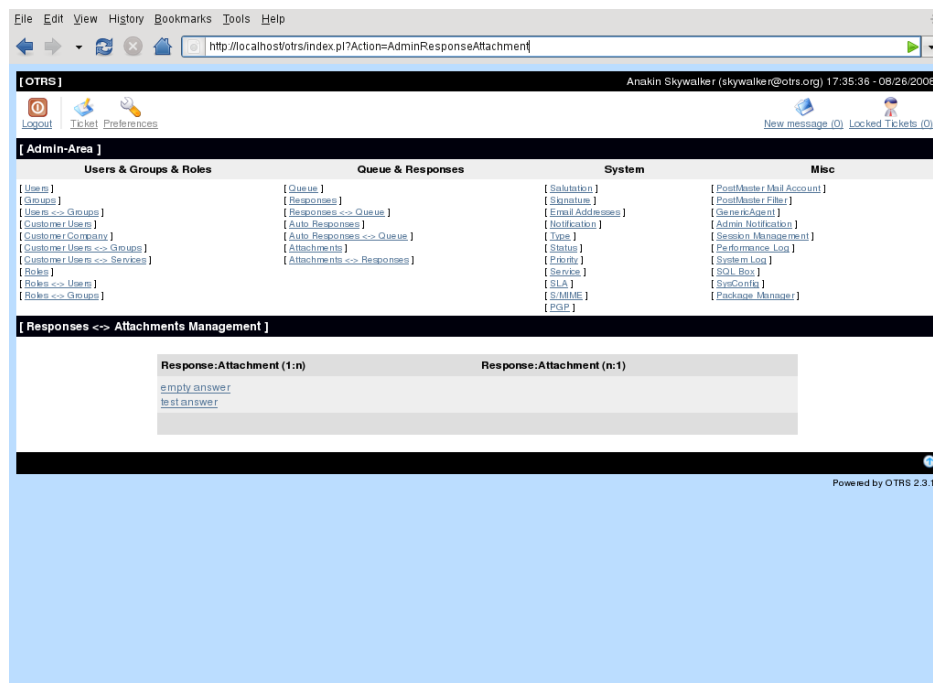 File Edit View History Bookmarks Tools Help
http://localhost/otrs/index.pl?Action=AdminResponseAttachment
[ OTRS ] Anakin Skywalker (skywalker@otrs.org) 17:35:36 - 08/26/2008
Logout Ticket Preferences New message (0) Locked Tickets (0)
[ Admin-Area ]
Users & Groups & Roles Queue & Responses System Misc
[ Users ] [ Queue ] [ Salutation ] [ PostMaster Mail Account ]
[ Groups ] [ Responses ] [ Signature ] [ PostMaster Filter ]
[ Users <-> Groups ] [ Responses <-> Queue ] [ Email Addresses ] [ GenericAgent ]
[ Customer Users ] [ Auto Responses ] [ Notification ] [ Admin Notification ]
[ Customer Company ] [ Auto Responses <-> Queue ] [ Type ] [ Session Management ]
[ Customer Users <-> Groups ] [ Attachments ] [ Status ] [ Performance Log ]
[ Customer Users <-> Services ] [ Attachments <-> Responses ] [ Priority ] [ System Log ]
[ Roles ] [ Service ] [ SQL Box ]
[ Roles <-> Users ] [ SLA ] [ SysConfig ]
[ Roles <-> Groups ] [ S/MIME ] [ Package Manager ]
[ PGP ]
[ Responses <-> Attachments Management ]
Response:Attachment (1:n) Response:Attachment (n:1)
empty answer
test answer
Powered by OTRS 2.3.1